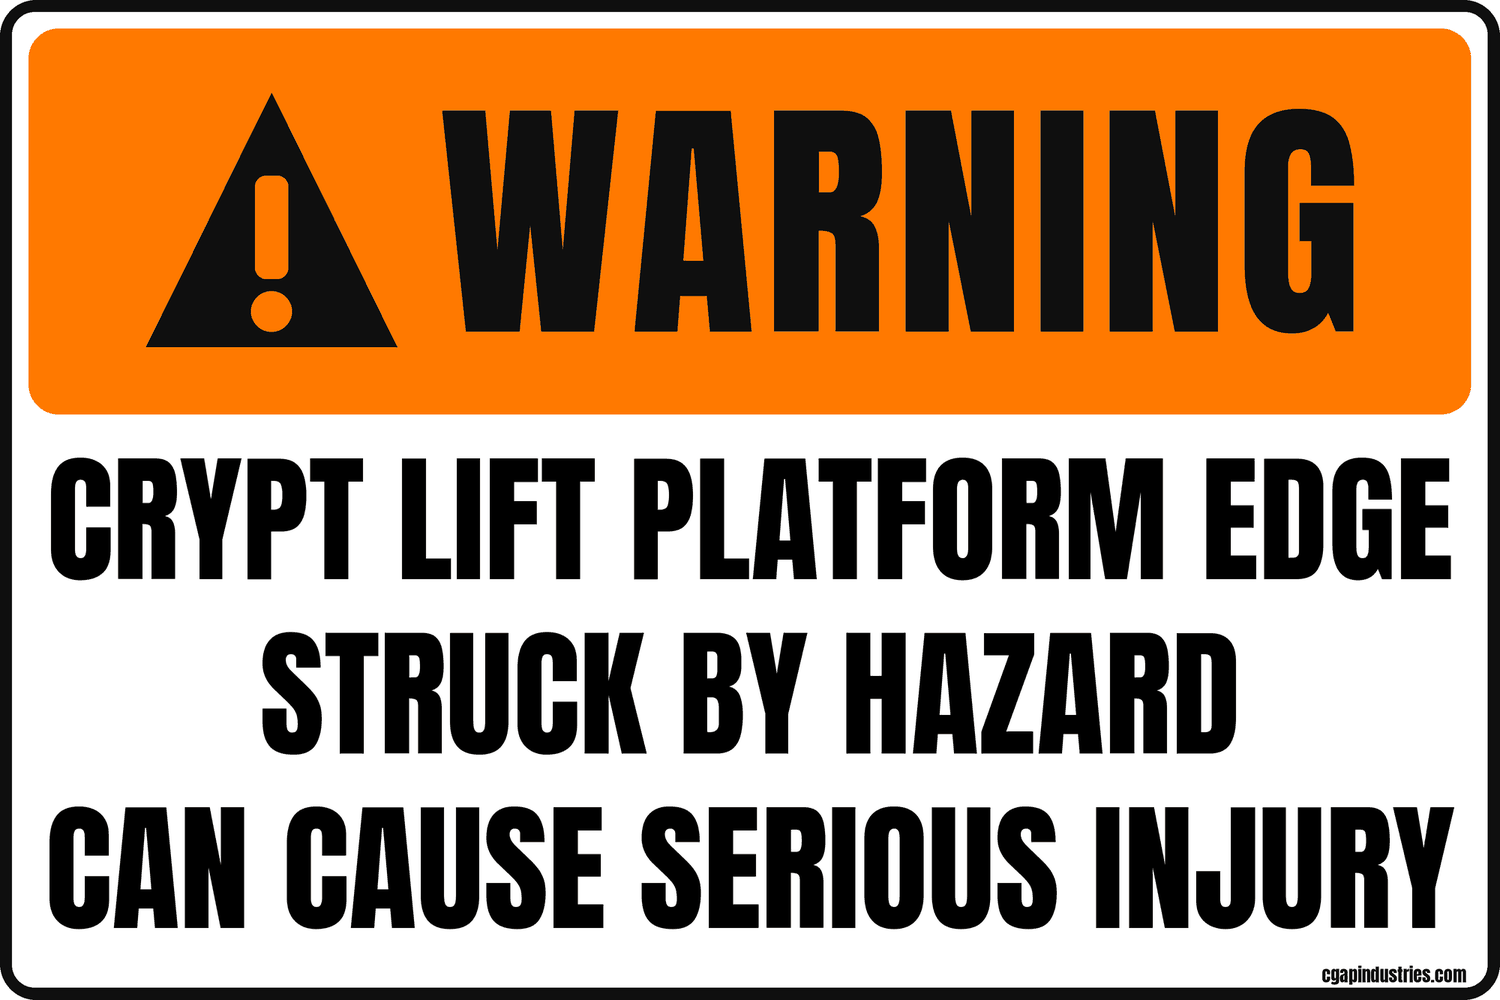 WARNING
CRYPT LIFT PLATFORM EDGE
STRUCK BY HAZARD
CAN CAUSE SERIOUS INJURY
cgapindustries.com